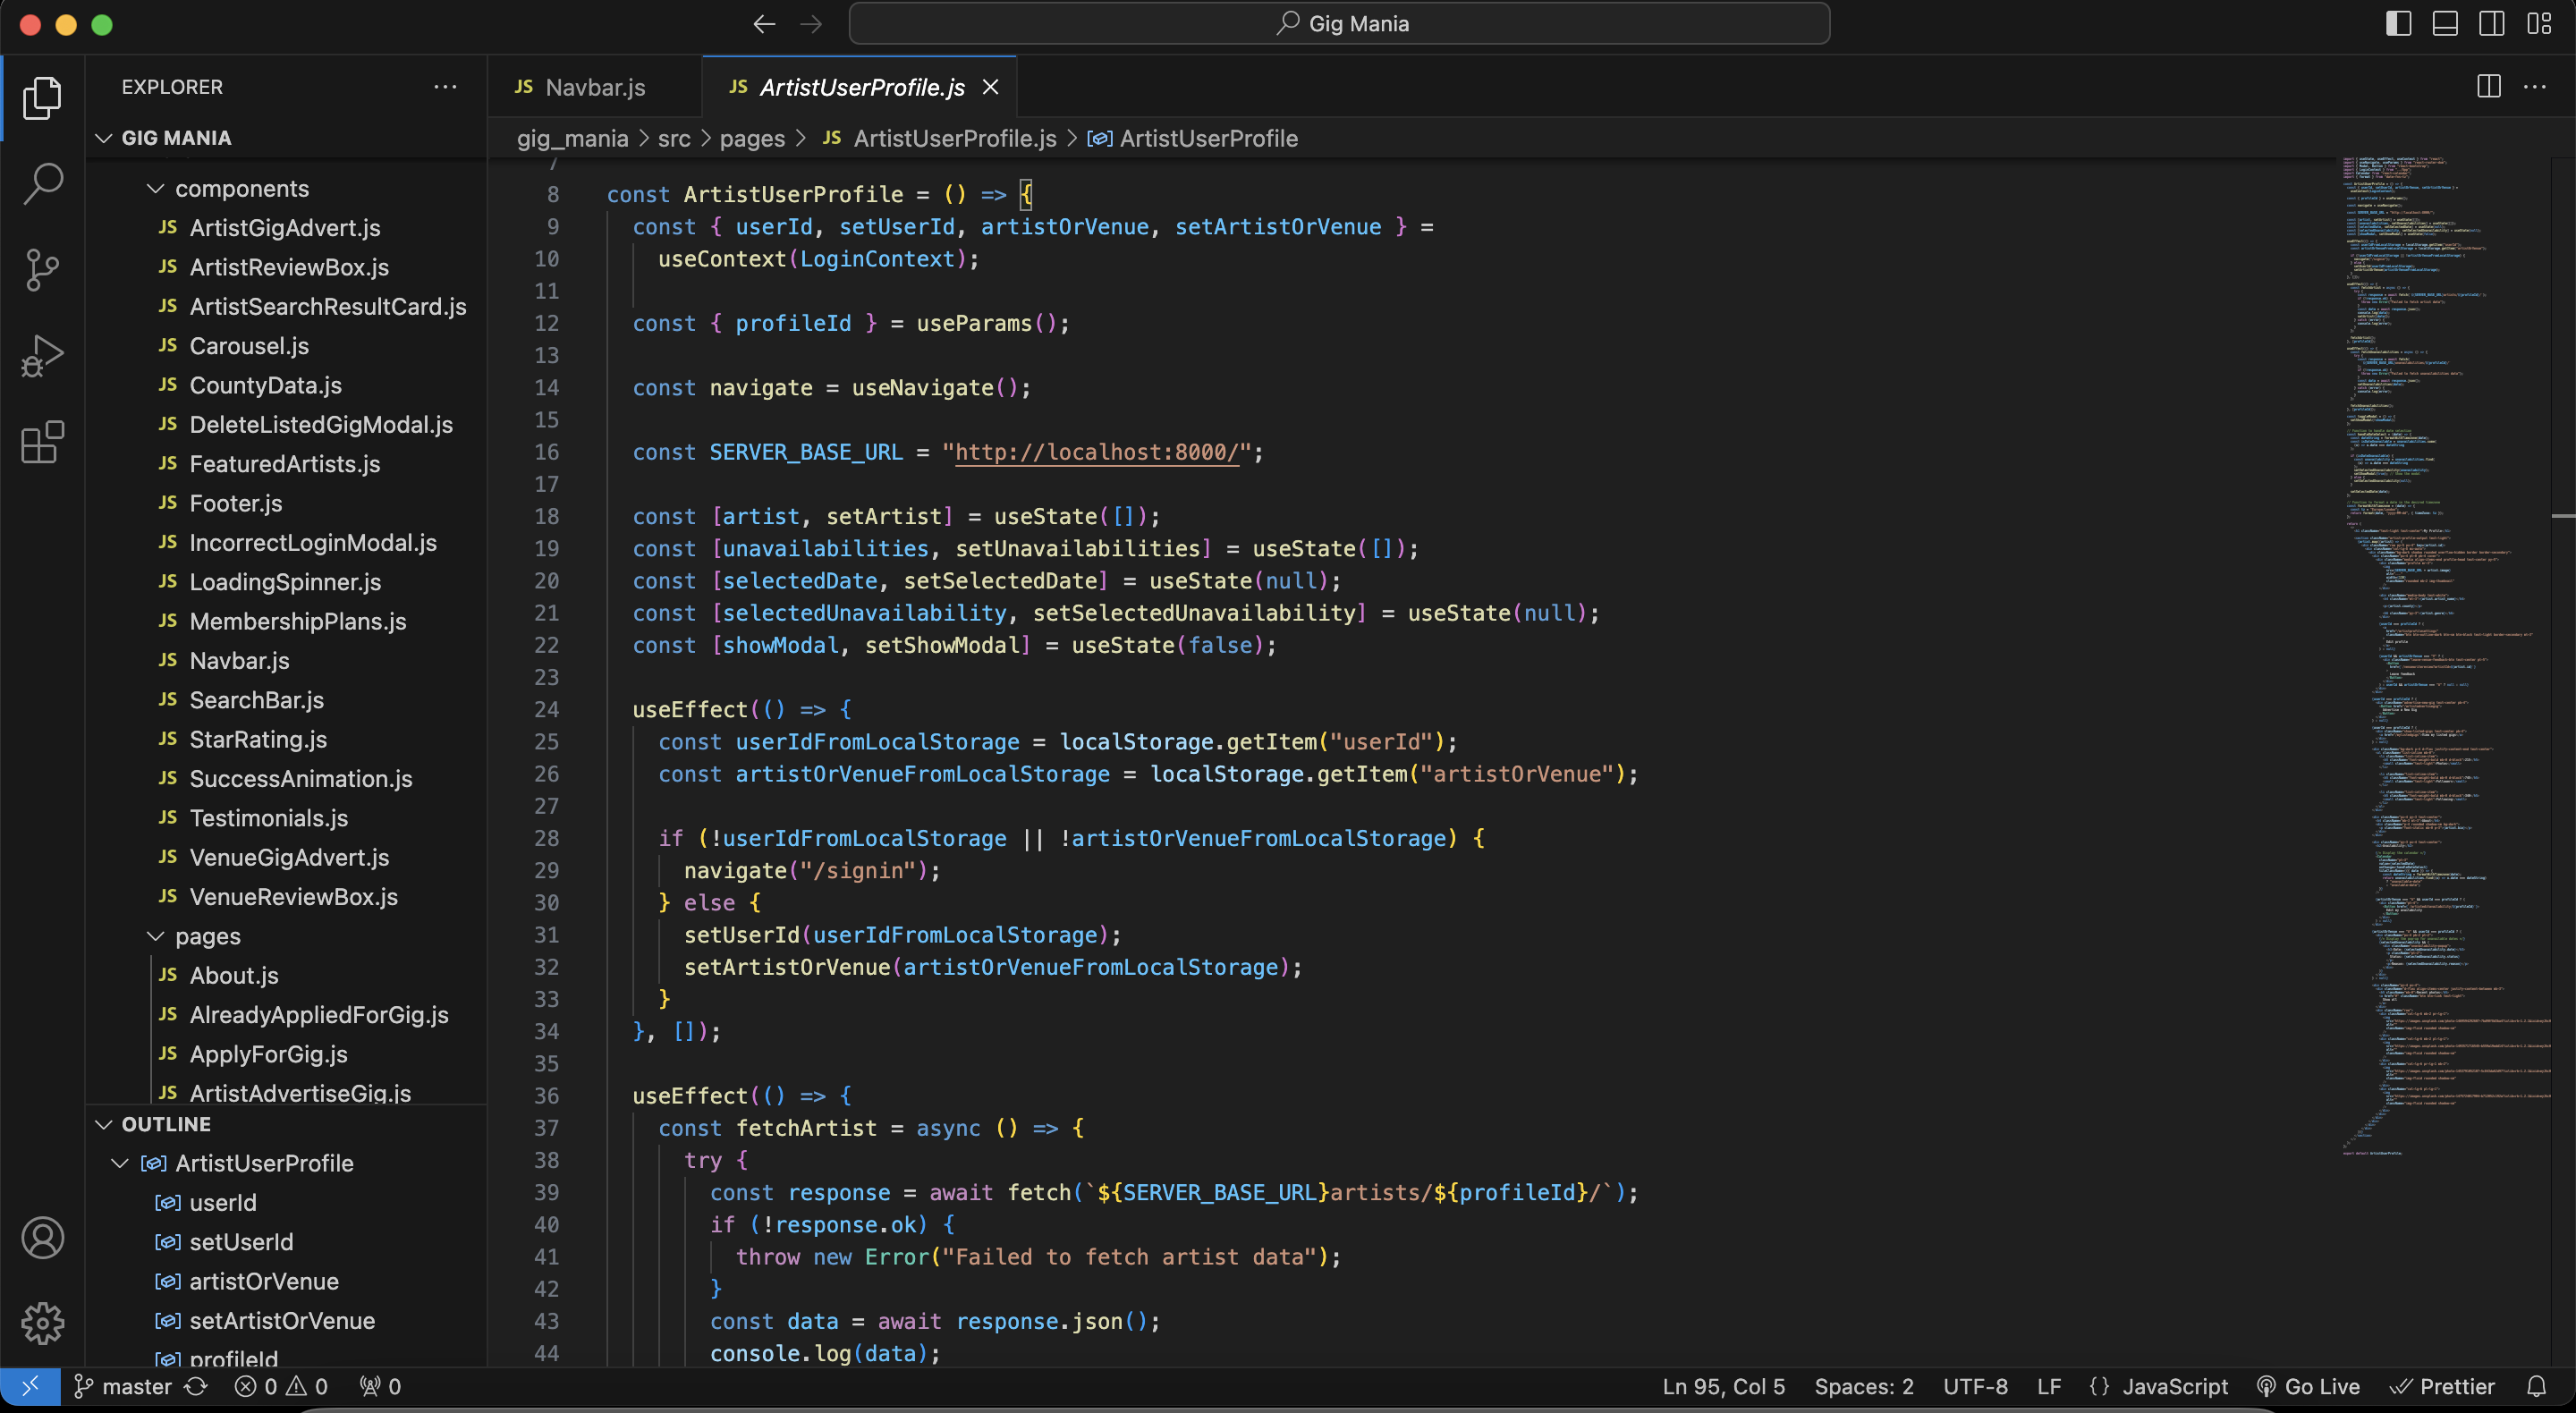 Gig Mania
EXPLORER
GIG MANIA
components
JS ArtistGigAdvert.js
JS ArtistReviewBox.js
JS ArtistSearchResultCard.js
JS Carousel.js
JS CountyData.js
JS DeleteListedGigModal.js
JS FeaturedArtists.js
JS Footer.js
JS IncorrectLoginModal.js
JS LoadingSpinner.js
JS MembershipPlans.js
JS Navbar.js
JS SearchBar.js
JS StarRating.js
JS SuccessAnimation.js
JS Testimonials.js
JS VenueGigAdvert.js
JS VenueReviewBox.js
pages
JS About.js
JS AlreadyAppliedForGig.js
JS ApplyForGig.js
JS ArtistAdvertiseGig.js
OUTLINE
ArtistUserProfile
userId
setUserId
artistOrVenue
setArtistOrVenue
profileId
JS Navbar.js
JS ArtistUserProfile.js
gig_mania > src > pages > JS ArtistUserProfile.js > ArtistUserProfile
7
8 const ArtistUserProfile = () => {
9 const { userId, setUserId, artistOrVenue, setArtistOrVenue } =
10 useContext(LoginContext);
11
12 const { profileId } = useParams();
13
14 const navigate = useNavigate();
15
16 const SERVER_BASE_URL = "http://localhost:8000/";
17
18 const [artist, setArtist] = useState([]);
19 const [unavailabilities, setUnavailabilities] = useState([]);
20 const [selectedDate, setSelectedDate] = useState(null);
21 const [selectedUnavailability, setSelectedUnavailability] = useState(null);
22 const [showModal, setShowModal] = useState(false);
23
24 useEffect(() => {
25 const userIdFromLocalStorage = localStorage.getItem("userId");
26 const artistOrVenueFromLocalStorage = localStorage.getItem("artistOrVenue");
27
28 if (!userIdFromLocalStorage || !artistOrVenueFromLocalStorage) {
29 navigate("/signin");
30 } else {
31 setUserId(userIdFromLocalStorage);
32 setArtistOrVenue(artistOrVenueFromLocalStorage);
33 }
34 }, []);
35
36 useEffect(() => {
37 const fetchArtist = async () => {
38 try {
39 const response = await fetch(`${SERVER_BASE_URL}artists/${profileId}/`);
40 if (!response.ok) {
41 throw new Error("Failed to fetch artist data");
42 }
43 const data = await response.json();
44 console.log(data);
master 0 0 0
Ln 95, Col 5 Spaces: 2 UTF-8 LF {} JavaScript Go Live Prettier